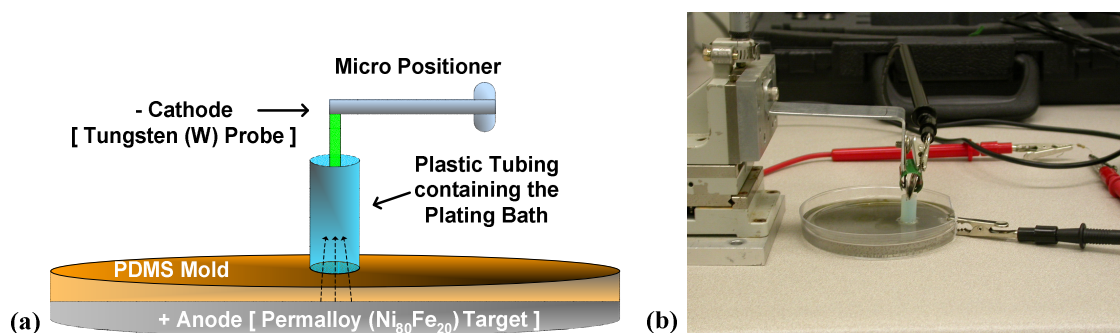 Micro Positioner
- Cathode
[ Tungsten (W) Probe ]
Plastic Tubing
containing the
Plating Bath
PDMS Mold
+ Anode [ Permalloy (Ni80Fe20) Target ]
(a)
(b)